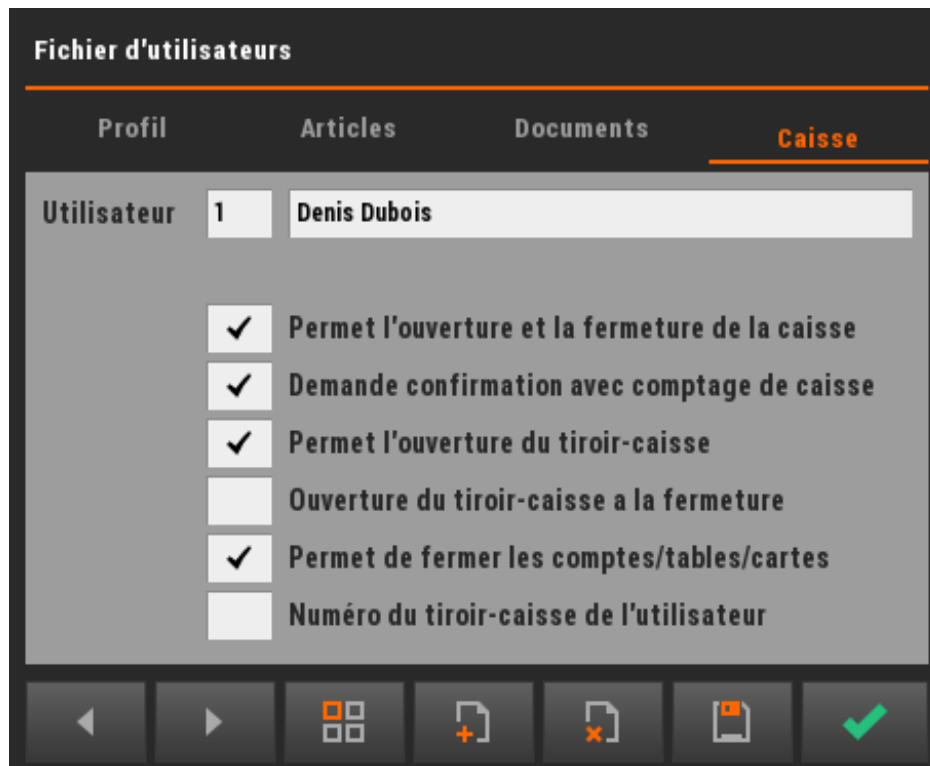 Fichier d'utilisateurs
Profil Articles Documents Caisse
Utilisateur 1 Denis Dubois
Permet l'ouverture et la fermeture de la caisse
Demande confirmation avec comptage de caisse
Permet l'ouverture du tiroir-caisse
Ouverture du tiroir-caisse a la fermeture
Permet de fermer les comptes/tables/cartes
Numéro du tiroir-caisse de l'utilisateur